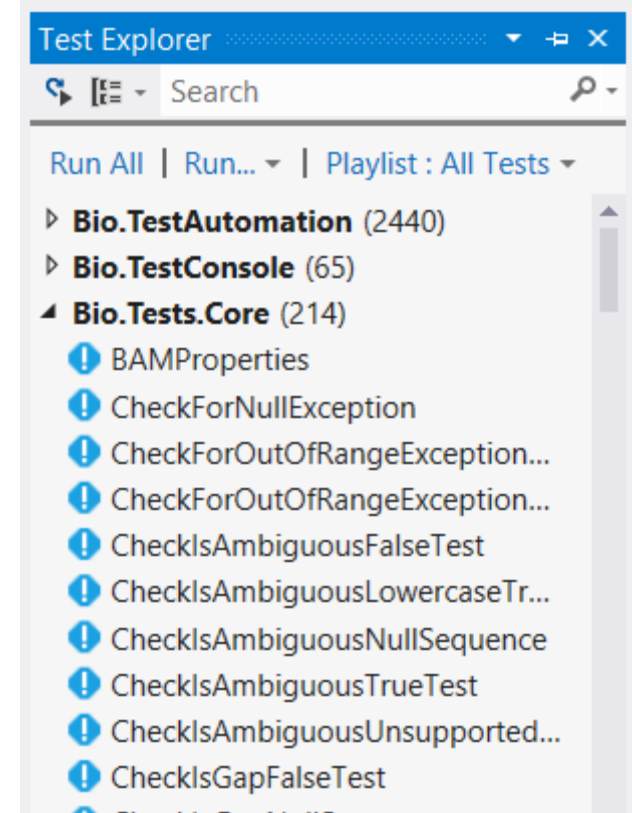 Test Explorer
Search
Run All | Run... | Playlist : All Tests
Bio.TestAutomation (2440)
Bio.TestConsole (65)
Bio.Tests.Core (214)
BAMProperties
CheckForNullException
CheckForOutOfRangeException...
CheckForOutOfRangeException...
CheckIsAmbiguousFalseTest
CheckIsAmbiguousLowercaseTr...
CheckIsAmbiguousNullSequence
CheckIsAmbiguousTrueTest
CheckIsAmbiguousUnsupported...
CheckIsGapFalseTest